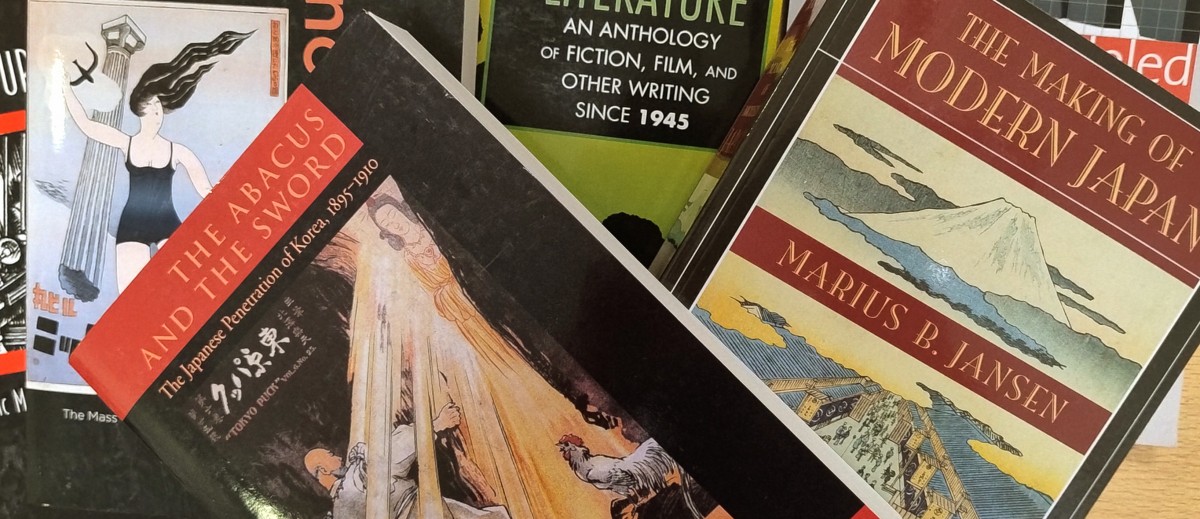 The Mass
THE ABACUS
AND THE SWORD
The Japanese Penetration of Korea, 1895–1910
東京パック
"TOKYO PUCK"
LITERATURE
AN ANTHOLOGY
OF FICTION, FILM, AND
OTHER WRITING
SINCE 1945
THE MAKING OF
MODERN JAPAN
MARIUS B. JANSEN